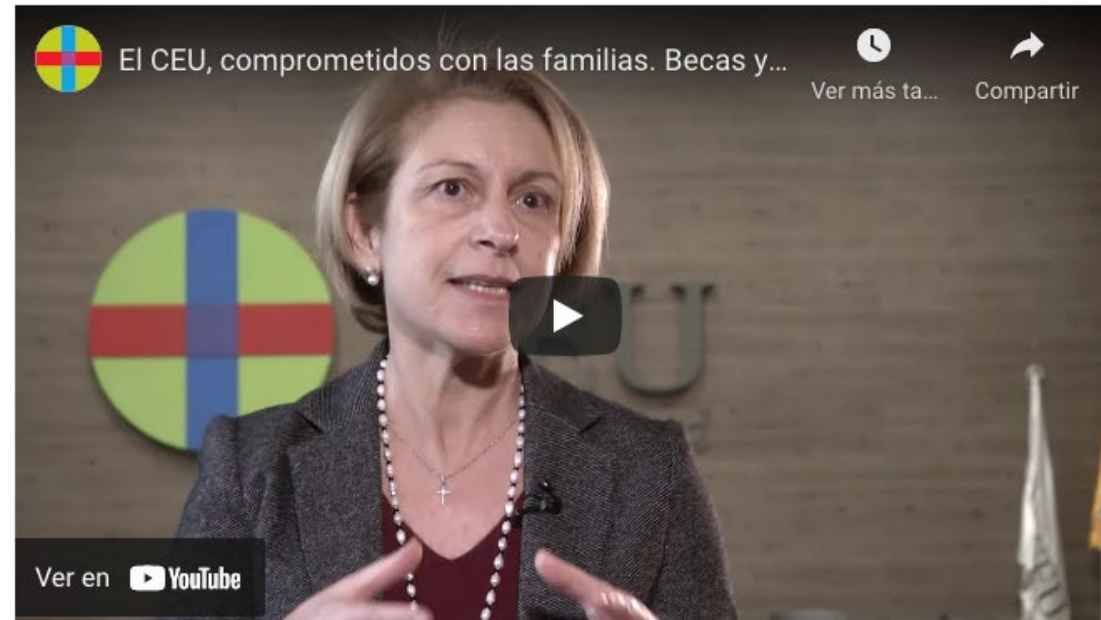 El CEU, comprometidos con las familias. Becas y...
Ver más ta...
Compartir
U
Ver en YouTube